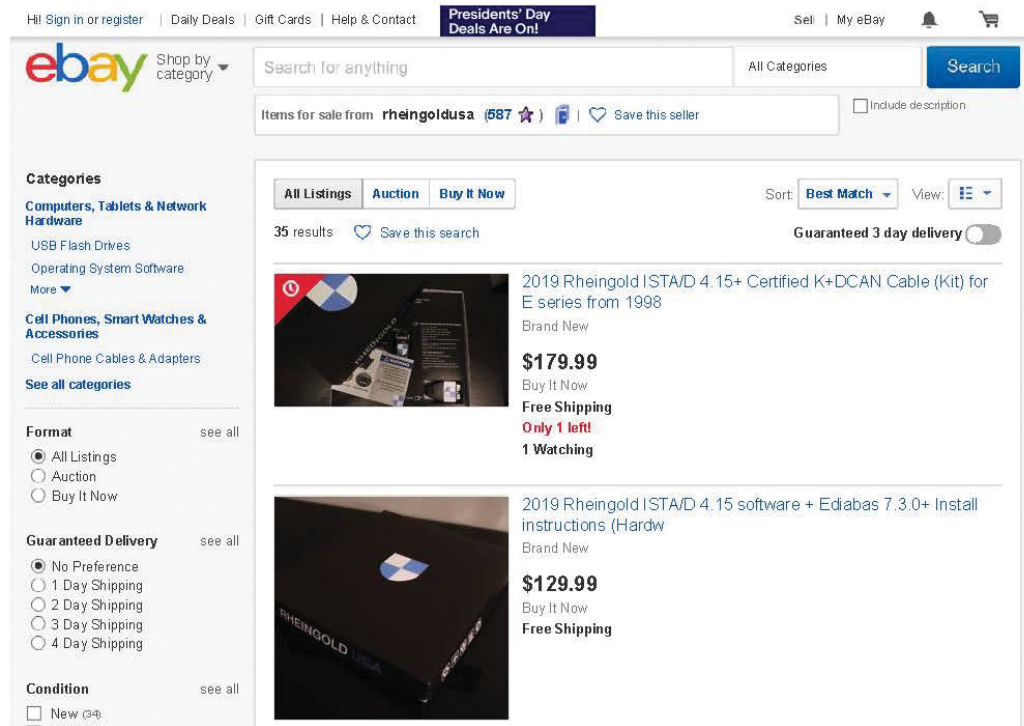 Hi! Sign in or register | Daily Deals | Gift Cards | Help & Contact
Presidents' Day
Deals Are On!
Sell | My eBay
ebay
Shop by
category
Search for anything
All Categories
Search
Items for sale from rheingoldusa (587 ) | Save this seller
Include description
Categories
Computers, Tablets & Network
Hardware
USB Flash Drives
Operating System Software
More
Cell Phones, Smart Watches &
Accessories
Cell Phone Cables & Adapters
See all categories
Format see all
All Listings
Auction
Buy It Now
Guaranteed Delivery see all
No Preference
1 Day Shipping
2 Day Shipping
3 Day Shipping
4 Day Shipping
Condition see all
New (34)
All Listings Auction Buy It Now
Sort: Best Match View:
35 results Save this search
Guaranteed 3 day delivery
RHEINGOLD
2019 Rheingold ISTA/D 4.15+ Certified K+DCAN Cable (Kit) for
E series from 1998
Brand New
$179.99
Buy It Now
Free Shipping
Only 1 left!
1 Watching
RHEINGOLD USA
2019 Rheingold ISTA/D 4.15 software + Ediabas 7.3.0+ Install
instructions (Hardw
Brand New
$129.99
Buy It Now
Free Shipping